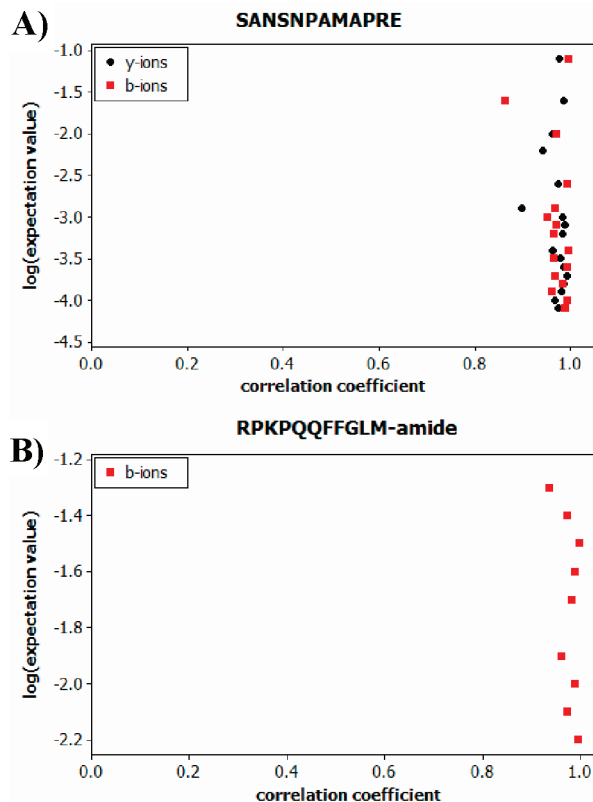 A)
SANSNPAMAPRE
-1.0
-1.5
-2.0
-2.5
-3.0
-3.5
-4.0
-4.5
log(expectation value)
y-ions
b-ions
0.0 0.2 0.4 0.6 0.8 1.0
correlation coefficient
B)
RPKPQQFFGLM-amide
-1.2
-1.4
-1.6
-1.8
-2.0
-2.2
log(expectation value)
b-ions
0.0 0.2 0.4 0.6 0.8 1.0
correlation coefficient